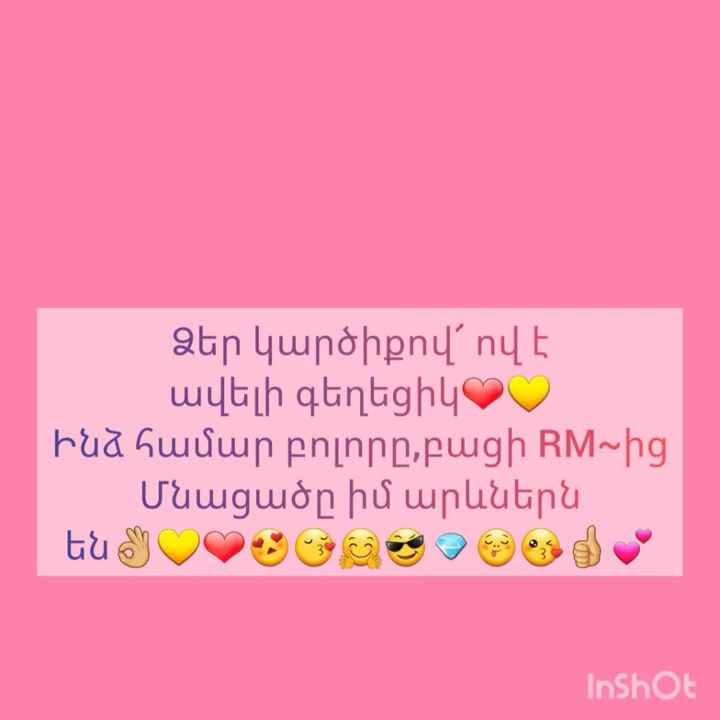 Ձեր կարծիքով՛ ով է
ավելի գեղեցիկ❤️💛
Ինձ համար բոլորը,բացի RM~ից
Մնացածը իմ արևներն
են👌🏼💛❤️😍😚🤗😎💎😋😘👍🏼💕
InShOt